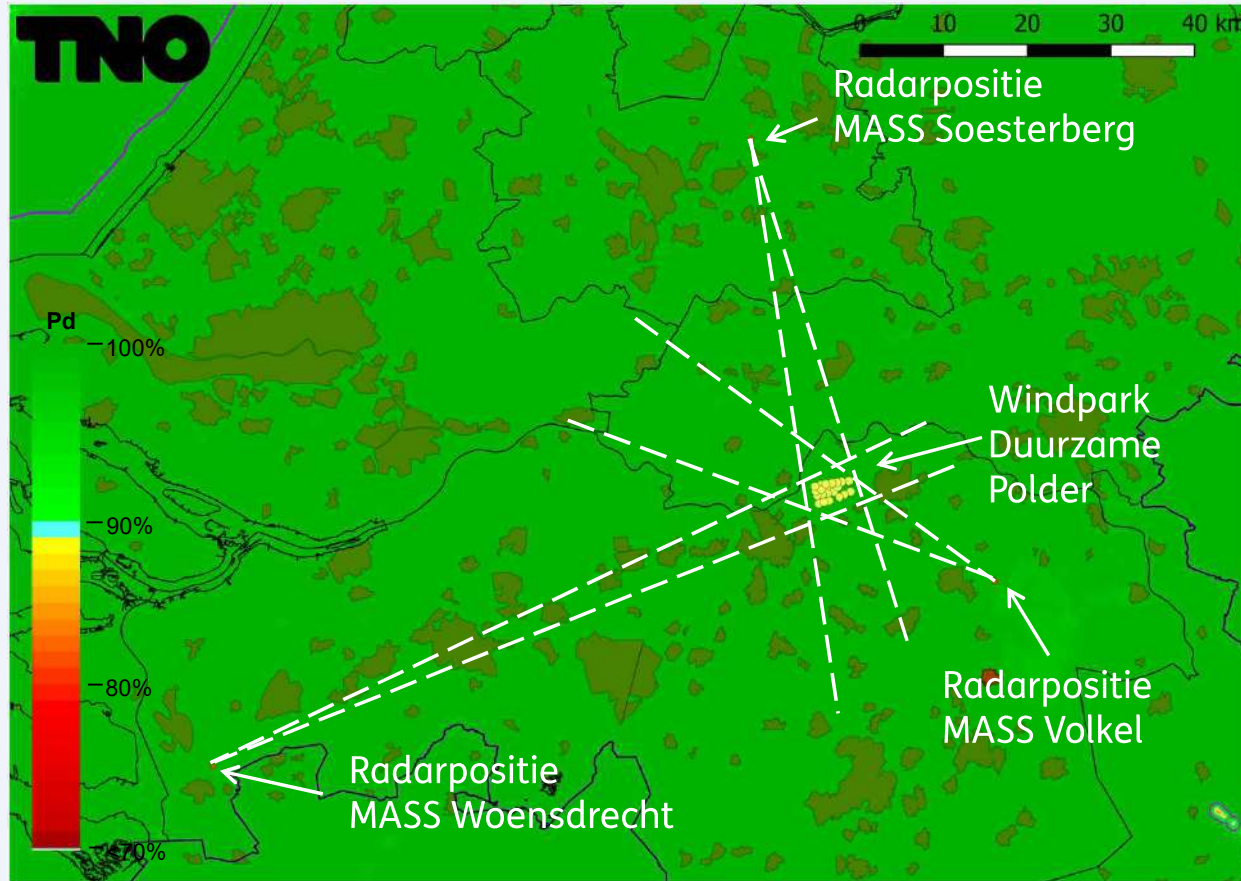 TNO
0 10 20 30 40 km
Radarpositie
MASS Soesterberg
Pd
100%
90%
80%
<70%
Windpark
Duurzame
Polder
Radarpositie
MASS Volkel
Radarpositie
MASS Woensdrecht